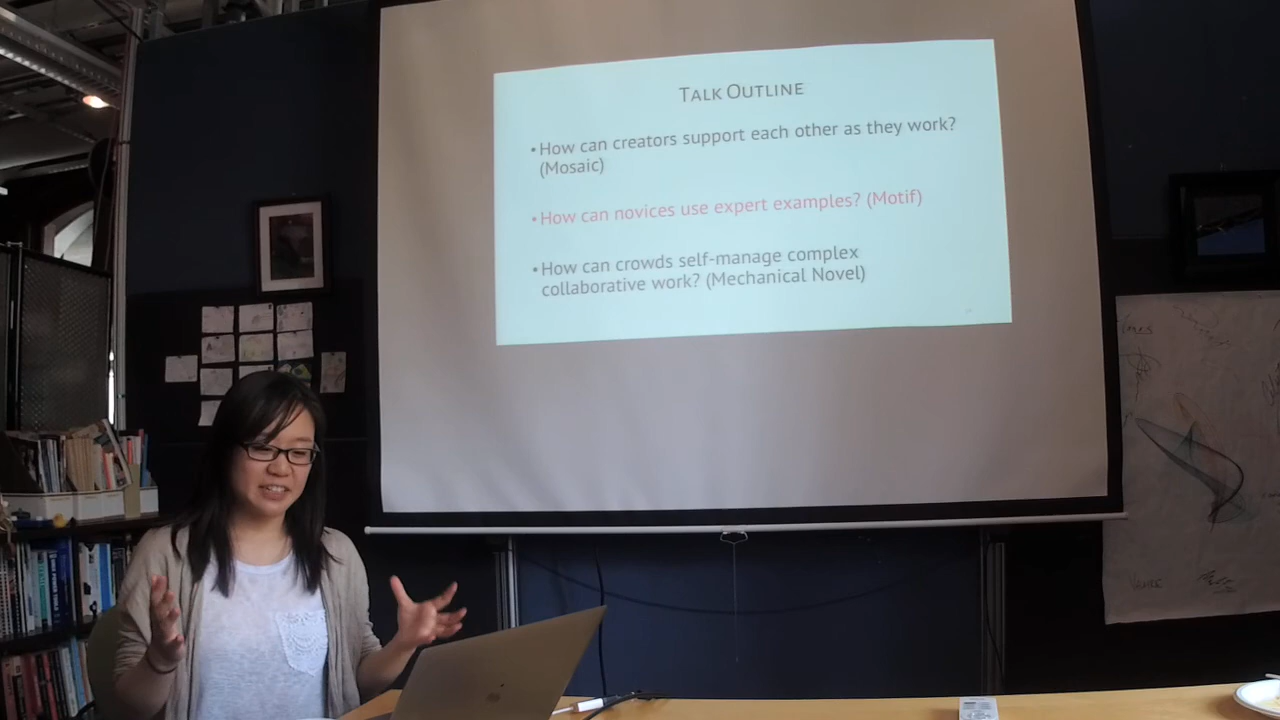 TALK OUTLINE
•How can creators support each other as they work?
(Mosaic)
•How can novices use expert examples? (Motif)
•How can crowds self-manage complex
collaborative work? (Mechanical Novel)